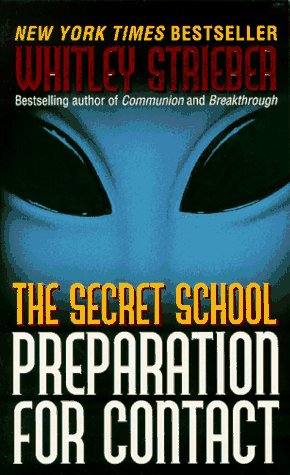 NEW YORK TIMES BESTSELLER
WHITLEY STRIEBER
Bestselling author of Communion and Breakthrough
THE SECRET SCHOOL
PREPARATION
FOR CONTACT